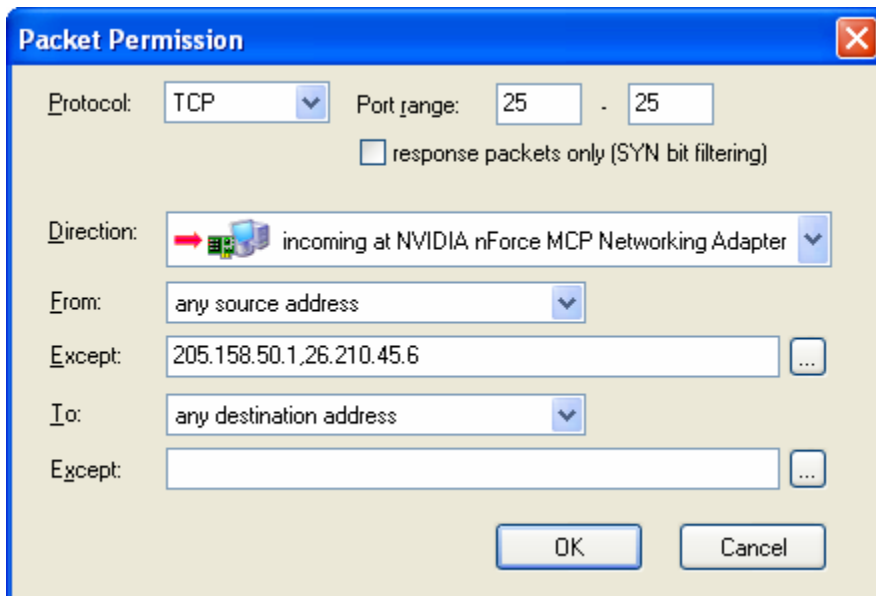 Packet Permission
Protocol: TCP Port range: 25 - 25
response packets only (SYN bit filtering)
Direction: incoming at NVIDIA nForce MCP Networking Adapter
From: any source address
Except: 205.158.50.1,26.210.45.6 ...
To: any destination address
Except: ...
OK Cancel